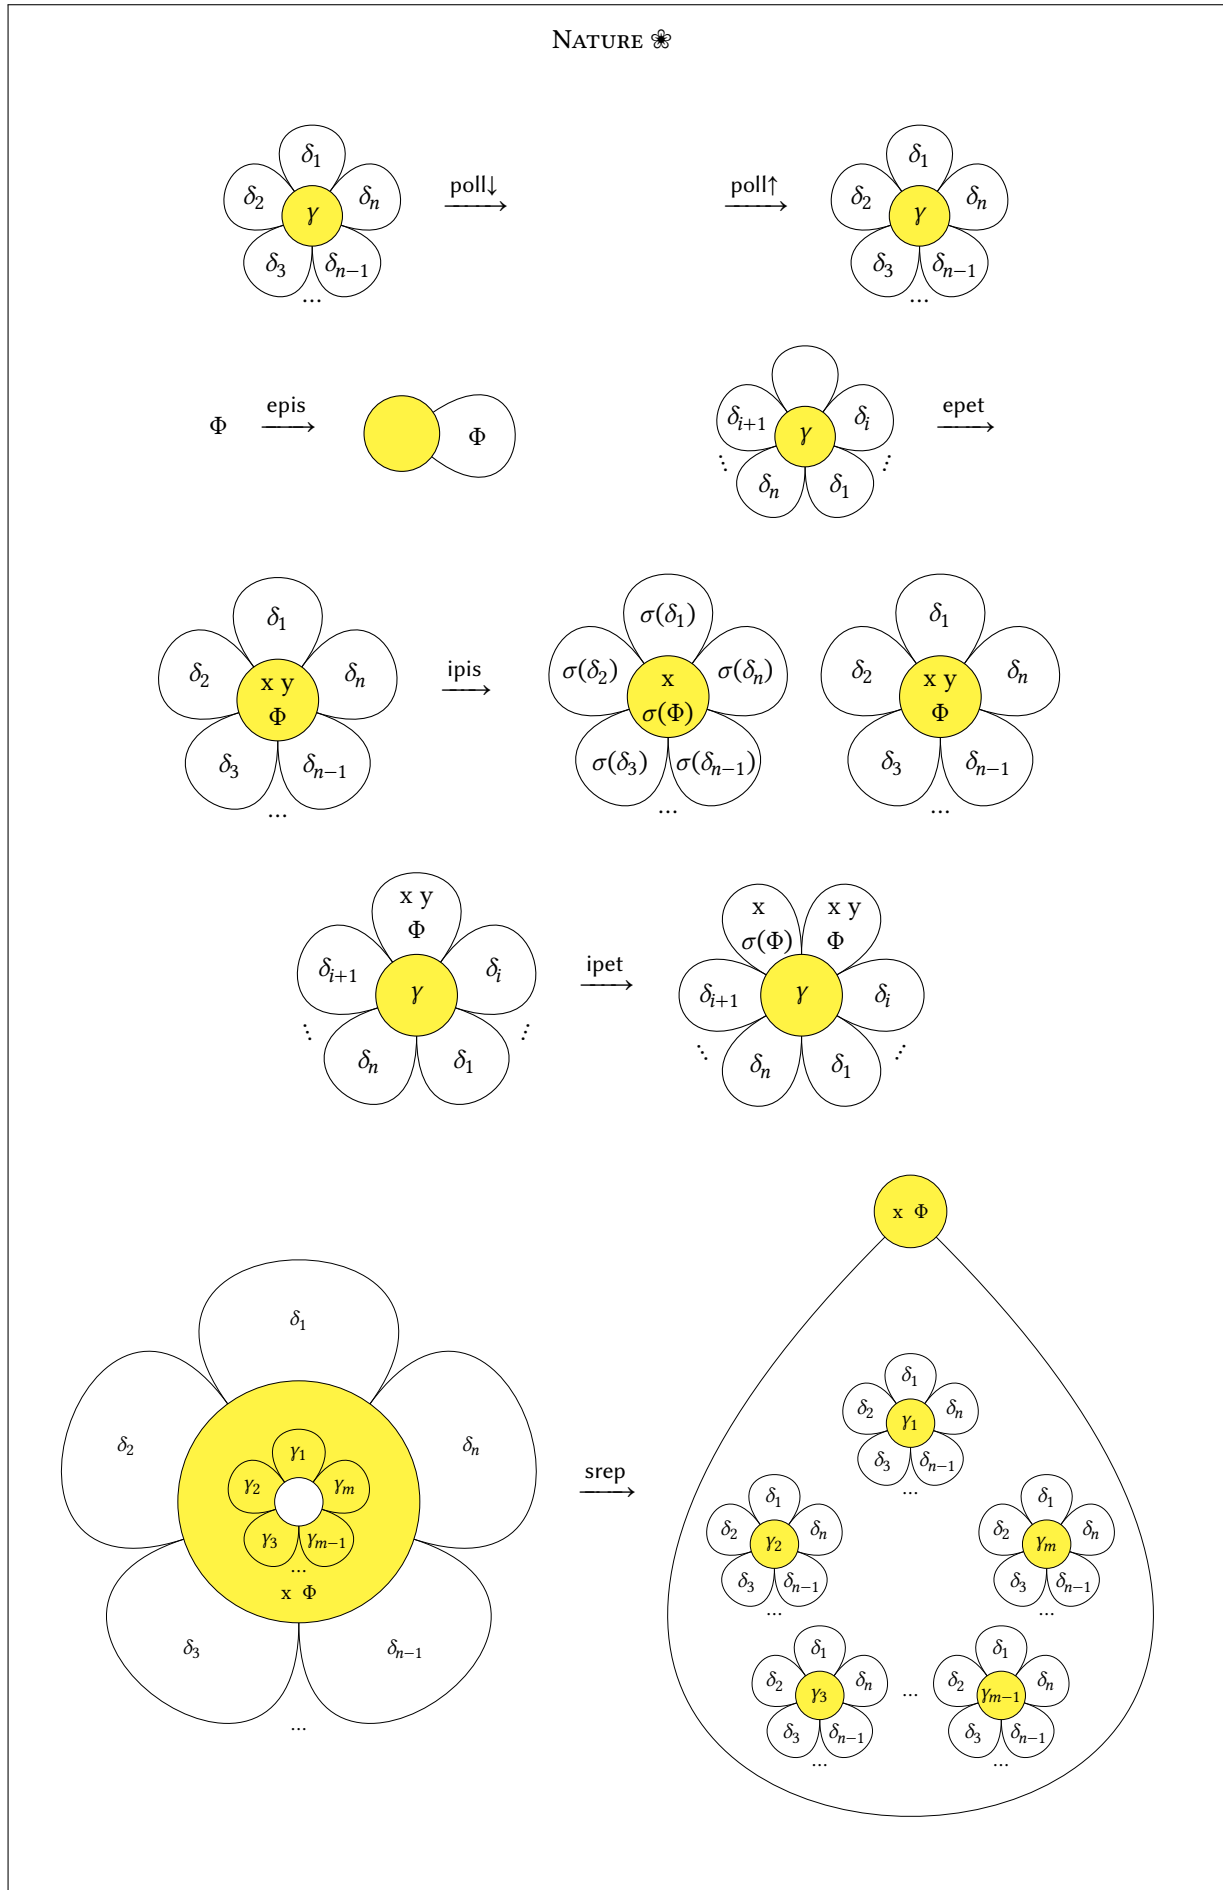 NATURE ❀
δ₁ δ₁
poll↓ poll↑
δ₂ γ δₙ δ₂ γ δₙ
δ₃ δₙ₋₁ δ₃ δₙ₋₁
... ...
epis epet
Φ Φ δᵢ₊₁ γ δᵢ
⋮ δₙ δ₁ ⋮
δ₁ σ(δ₁) δ₁
ipis
δ₂ x y δₙ σ(δ₂) x σ(δₙ) δ₂ x y δₙ
Φ σ(Φ) Φ
δ₃ δₙ₋₁ σ(δ₃) σ(δₙ₋₁) δ₃ δₙ₋₁
... ... ...
x y x x y
Φ σ(Φ) Φ
ipet
δᵢ₊₁ γ δᵢ δᵢ₊₁ γ δᵢ
⋮ ⋮ ⋮ ⋮
δₙ δ₁ δₙ δ₁
x Φ
δ₁
δ₂ δₙ
γ₁
γ₂ γₘ
γ₃ γₘ₋₁
...
x Φ
δ₃ δₙ₋₁
...
srep
δ₁
δ₂ γ₁ δₙ
δ₃ δₙ₋₁
...
δ₁ δ₁
δ₂ γ₂ δₙ δ₂ γₘ δₙ
δ₃ δₙ₋₁ δ₃ δₙ₋₁
... ...
δ₁ δ₁
δ₂ γ₃ δₙ ... δ₂ γₘ₋₁ δₙ
δ₃ δₙ₋₁ δ₃ δₙ₋₁
... ...